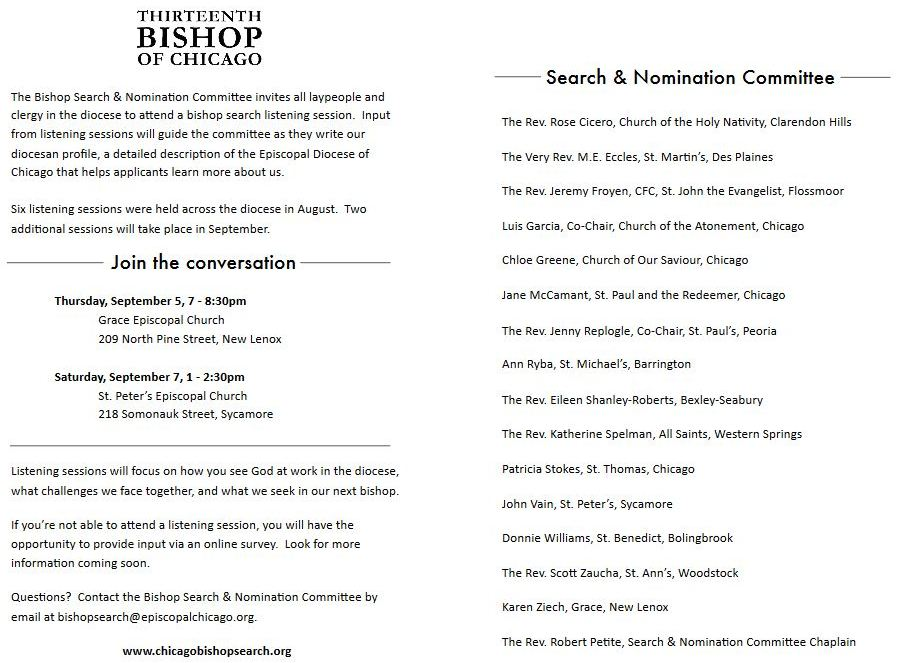 THIRTEENTH
BISHOP
OF CHICAGO
The Bishop Search & Nomination Committee invites all laypeople and
clergy in the diocese to attend a bishop search listening session.  Input
from listening sessions will guide the committee as they write our
diocesan profile, a detailed description of the Episcopal Diocese of
Chicago that helps applicants learn more about us.
Six listening sessions were held across the diocese in August.  Two
additional sessions will take place in September.
Join the conversation
Thursday, September 5, 7 - 8:30pm
Grace Episcopal Church
209 North Pine Street, New Lenox
Saturday, September 7, 1 - 2:30pm
St. Peter's Episcopal Church
218 Somonauk Street, Sycamore
Listening sessions will focus on how you see God at work in the diocese,
what challenges we face together, and what we seek in our next bishop.
If you're not able to attend a listening session, you will have the
opportunity to provide input via an online survey.  Look for more
information coming soon.
Questions?  Contact the Bishop Search & Nomination Committee by
email at bishopsearch@episcopalchicago.org.
www.chicagobishopsearch.org
Search & Nomination Committee
The Rev. Rose Cicero, Church of the Holy Nativity, Clarendon Hills
The Very Rev. M.E. Eccles, St. Martin's, Des Plaines
The Rev. Jeremy Froyen, CFC, St. John the Evangelist, Flossmoor
Luis Garcia, Co-Chair, Church of the Atonement, Chicago
Chloe Greene, Church of Our Saviour, Chicago
Jane McCamant, St. Paul and the Redeemer, Chicago
The Rev. Jenny Replogle, Co-Chair, St. Paul's, Peoria
Ann Ryba, St. Michael's, Barrington
The Rev. Eileen Shanley-Roberts, Bexley-Seabury
The Rev. Katherine Spelman, All Saints, Western Springs
Patricia Stokes, St. Thomas, Chicago
John Vain, St. Peter's, Sycamore
Donnie Williams, St. Benedict, Bolingbrook
The Rev. Scott Zaucha, St. Ann's, Woodstock
Karen Ziech, Grace, New Lenox
The Rev. Robert Petite, Search & Nomination Committee Chaplain